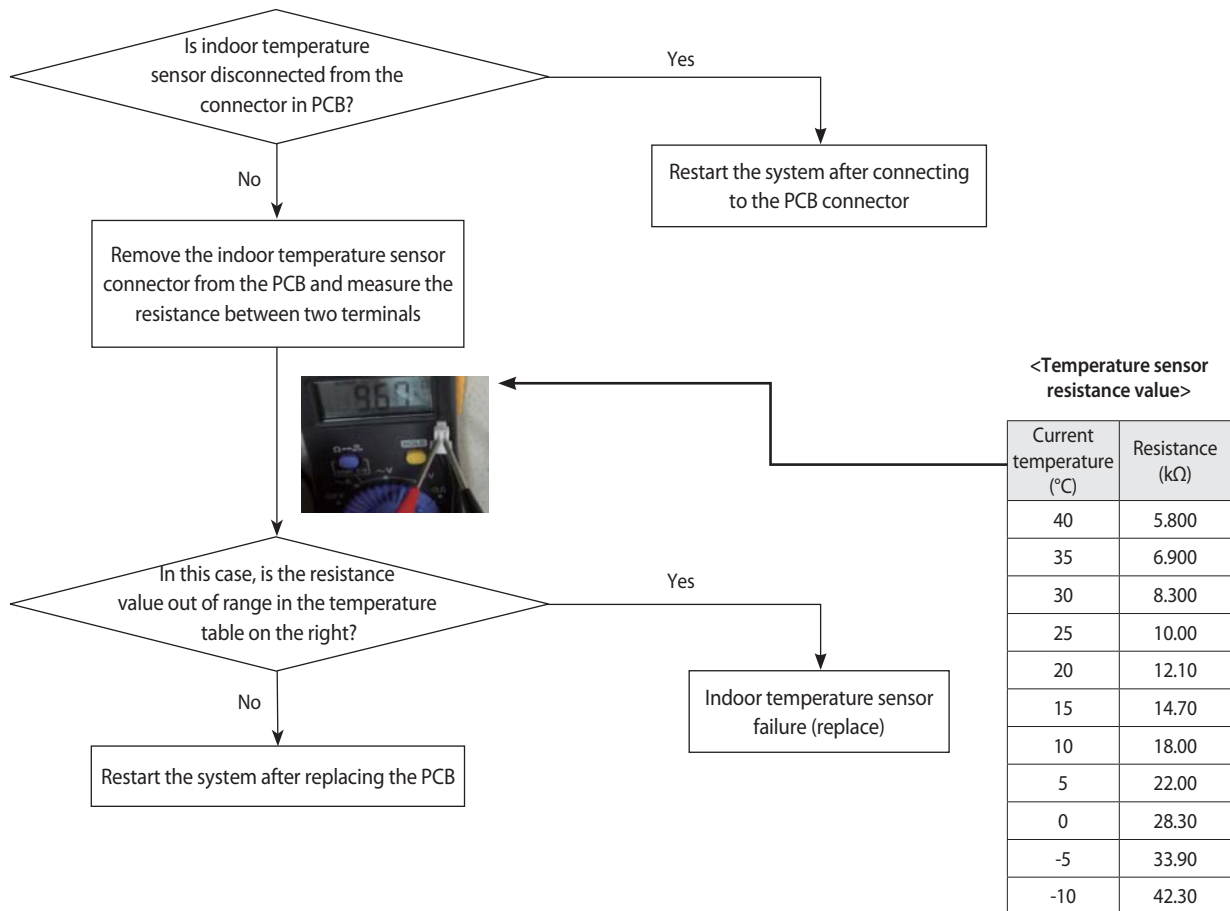 Is indoor temperature
sensor disconnected from the
connector in PCB?
Yes
Restart the system after connecting
to the PCB connector
No
Remove the indoor temperature sensor
connector from the PCB and measure the
resistance between two terminals
9.67
HOLD
In this case, is the resistance
value out of range in the temperature
table on the right?
Yes
Indoor temperature sensor
failure (replace)
No
Restart the system after replacing the PCB
<Temperature sensor
resistance value>
Current
temperature
(°C)
Resistance
(kΩ)
40 5.800
35 6.900
30 8.300
25 10.00
20 12.10
15 14.70
10 18.00
5 22.00
0 28.30
-5 33.90
-10 42.30